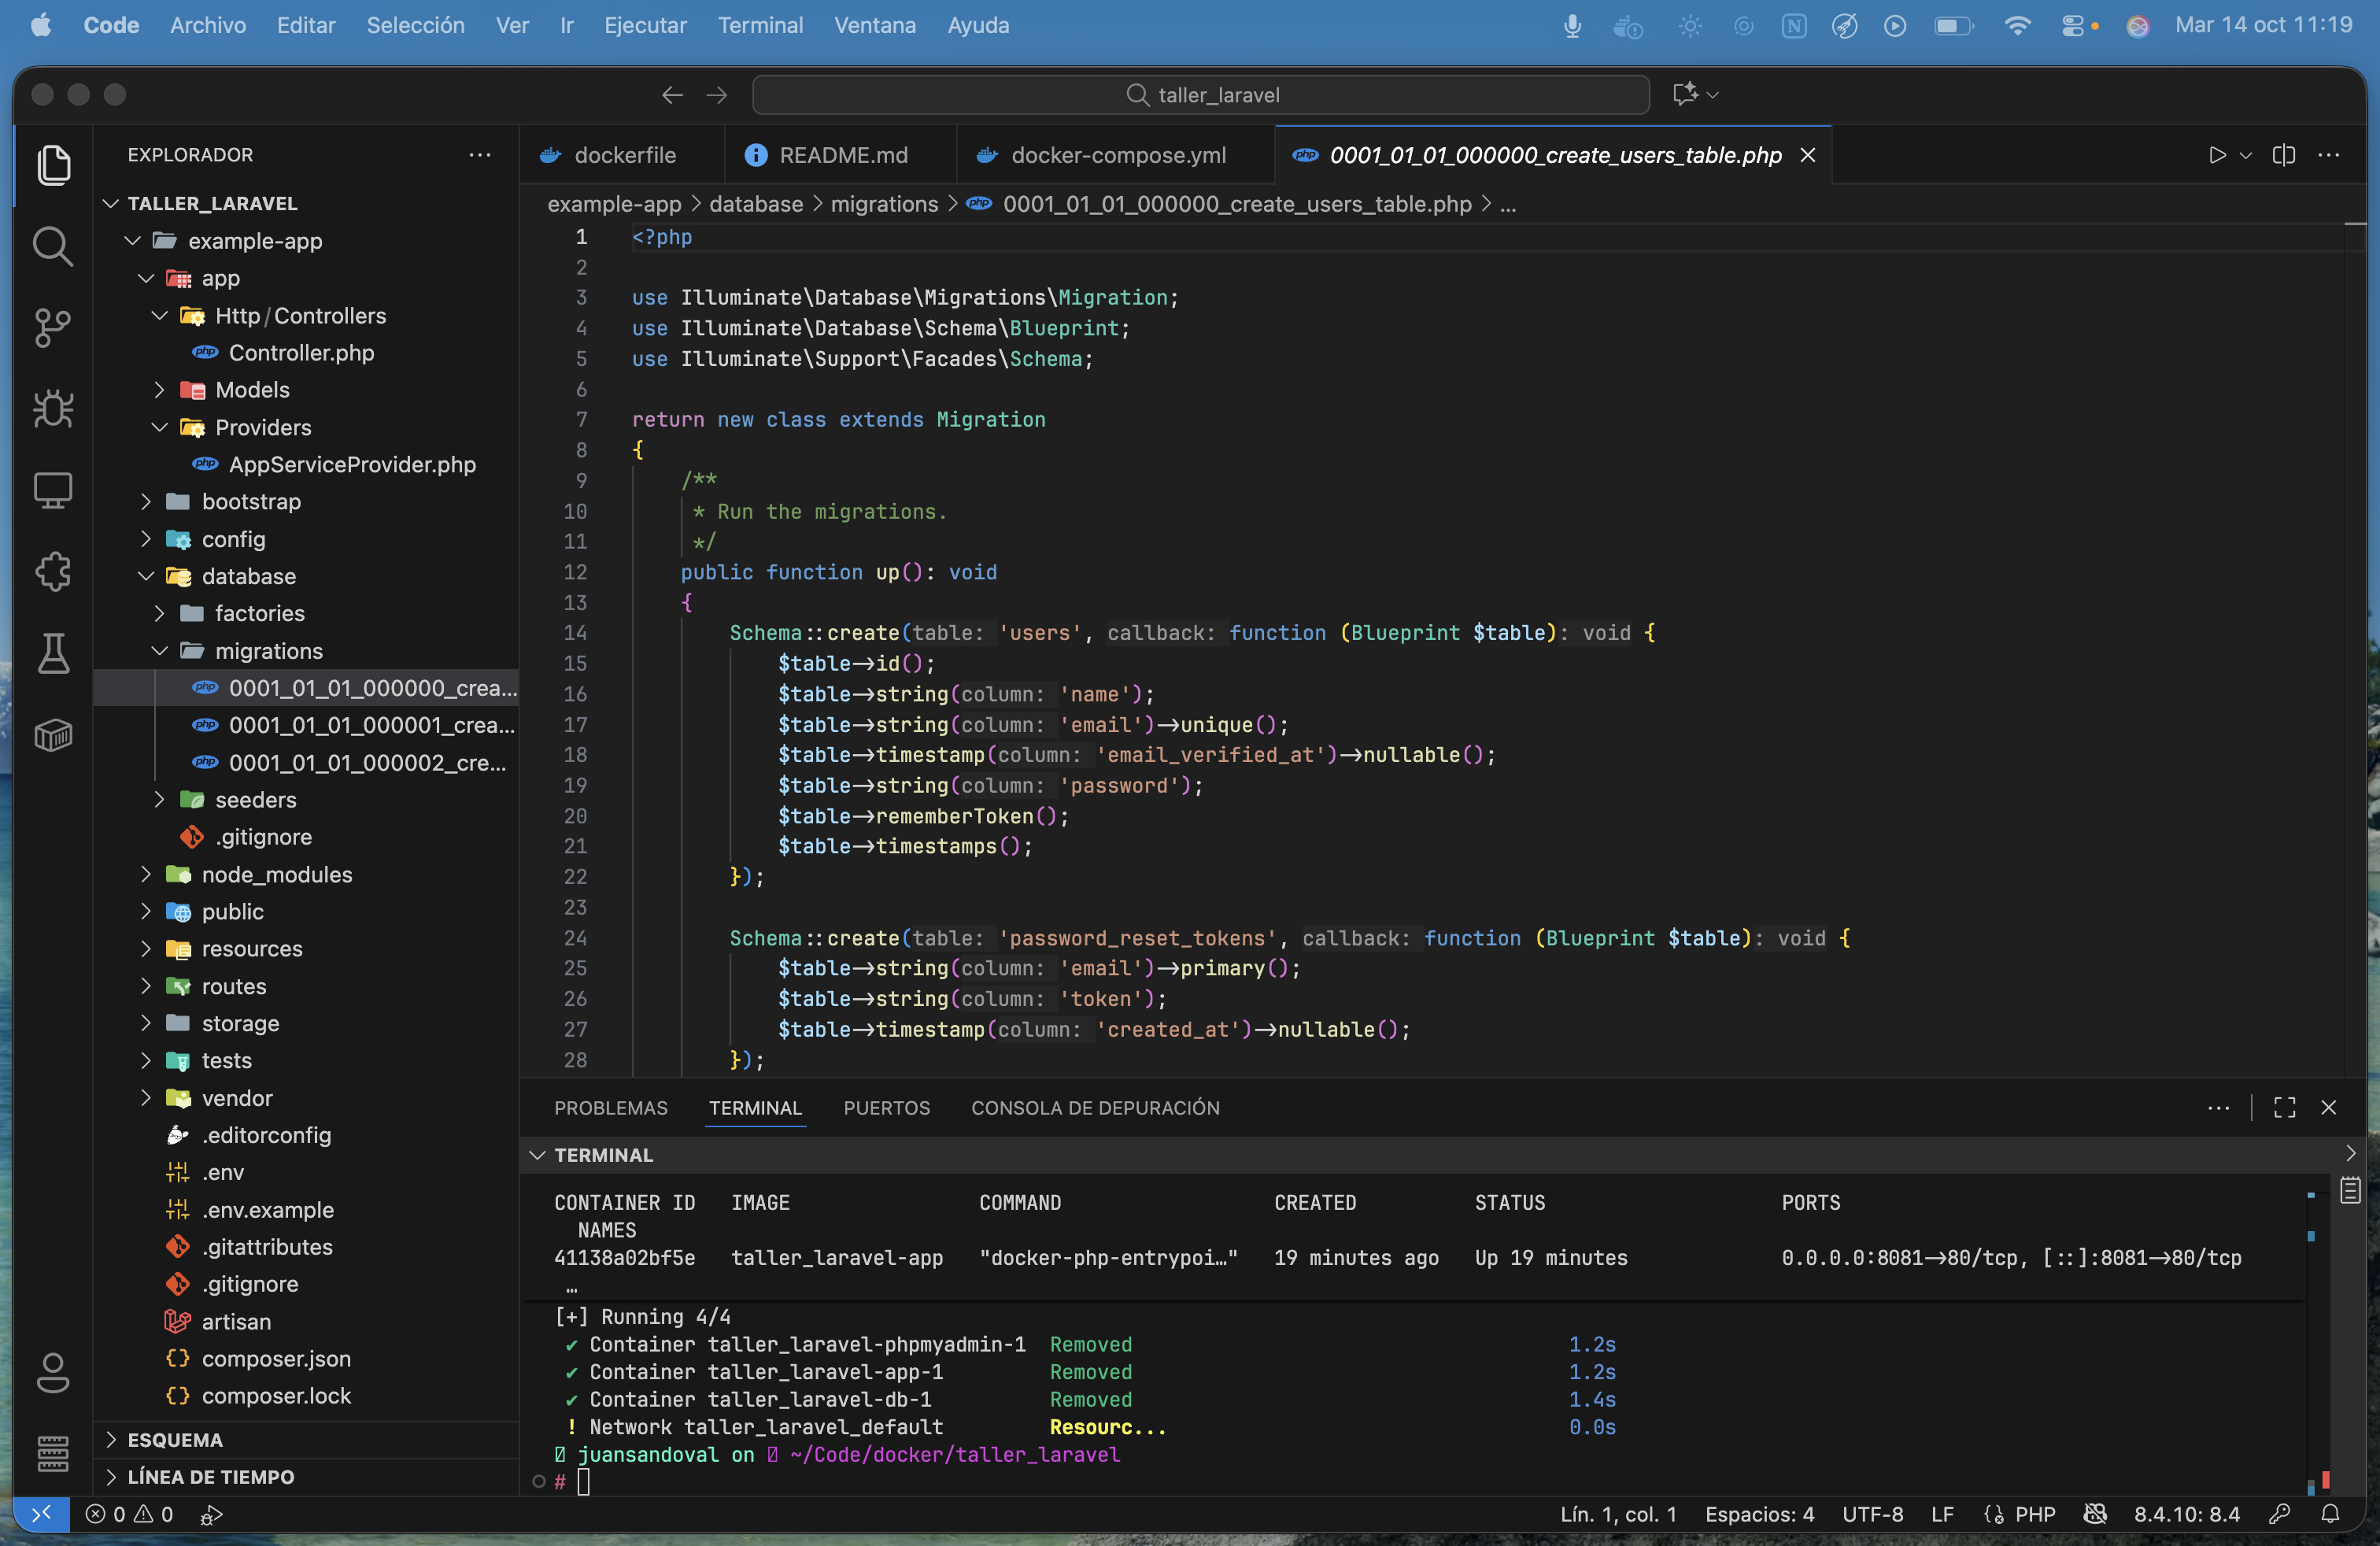 Code Archivo Editar Selección Ver Ir Ejecutar Terminal Ventana Ayuda Mar 14 oct 11:19
taller_laravel
EXPLORADOR
TALLER_LARAVEL
example-app
app
Http/Controllers
Controller.php
Models
Providers
AppServiceProvider.php
bootstrap
config
database
factories
migrations
0001_01_01_000000_crea...
0001_01_01_000001_crea...
0001_01_01_000002_cre...
seeders
.gitignore
node_modules
public
resources
routes
storage
tests
vendor
.editorconfig
.env
.env.example
.gitattributes
.gitignore
artisan
composer.json
composer.lock
ESQUEMA
LÍNEA DE TIEMPO
dockerfile README.md docker-compose.yml 0001_01_01_000000_create_users_table.php
example-app > database > migrations > 0001_01_01_000000_create_users_table.php > ...
1 <?php
2
3 use Illuminate\Database\Migrations\Migration;
4 use Illuminate\Database\Schema\Blueprint;
5 use Illuminate\Support\Facades\Schema;
6
7 return new class extends Migration
8 {
9 /**
10 * Run the migrations.
11 */
12 public function up(): void
13 {
14 Schema::create(table: 'users', callback: function (Blueprint $table): void {
15 $table->id();
16 $table->string(column: 'name');
17 $table->string(column: 'email')->unique();
18 $table->timestamp(column: 'email_verified_at')->nullable();
19 $table->string(column: 'password');
20 $table->rememberToken();
21 $table->timestamps();
22 });
23
24 Schema::create(table: 'password_reset_tokens', callback: function (Blueprint $table): void {
25 $table->string(column: 'email')->primary();
26 $table->string(column: 'token');
27 $table->timestamp(column: 'created_at')->nullable();
28 });
PROBLEMAS TERMINAL PUERTOS CONSOLA DE DEPURACIÓN
TERMINAL
CONTAINER ID IMAGE COMMAND CREATED STATUS PORTS
NAMES
41138a02bf5e taller_laravel-app "docker-php-entrypoi…" 19 minutes ago Up 19 minutes 0.0.0.0:8081->80/tcp, [::]:8081->80/tcp
…
[+] Running 4/4
✔ Container taller_laravel-phpmyadmin-1 Removed 1.2s
✔ Container taller_laravel-app-1 Removed 1.2s
✔ Container taller_laravel-db-1 Removed 1.4s
! Network taller_laravel_default Resourc... 0.0s
juansandoval on ~/Code/docker/taller_laravel
#
0 0 Lín. 1, col. 1 Espacios: 4 UTF-8 LF PHP 8.4.10: 8.4